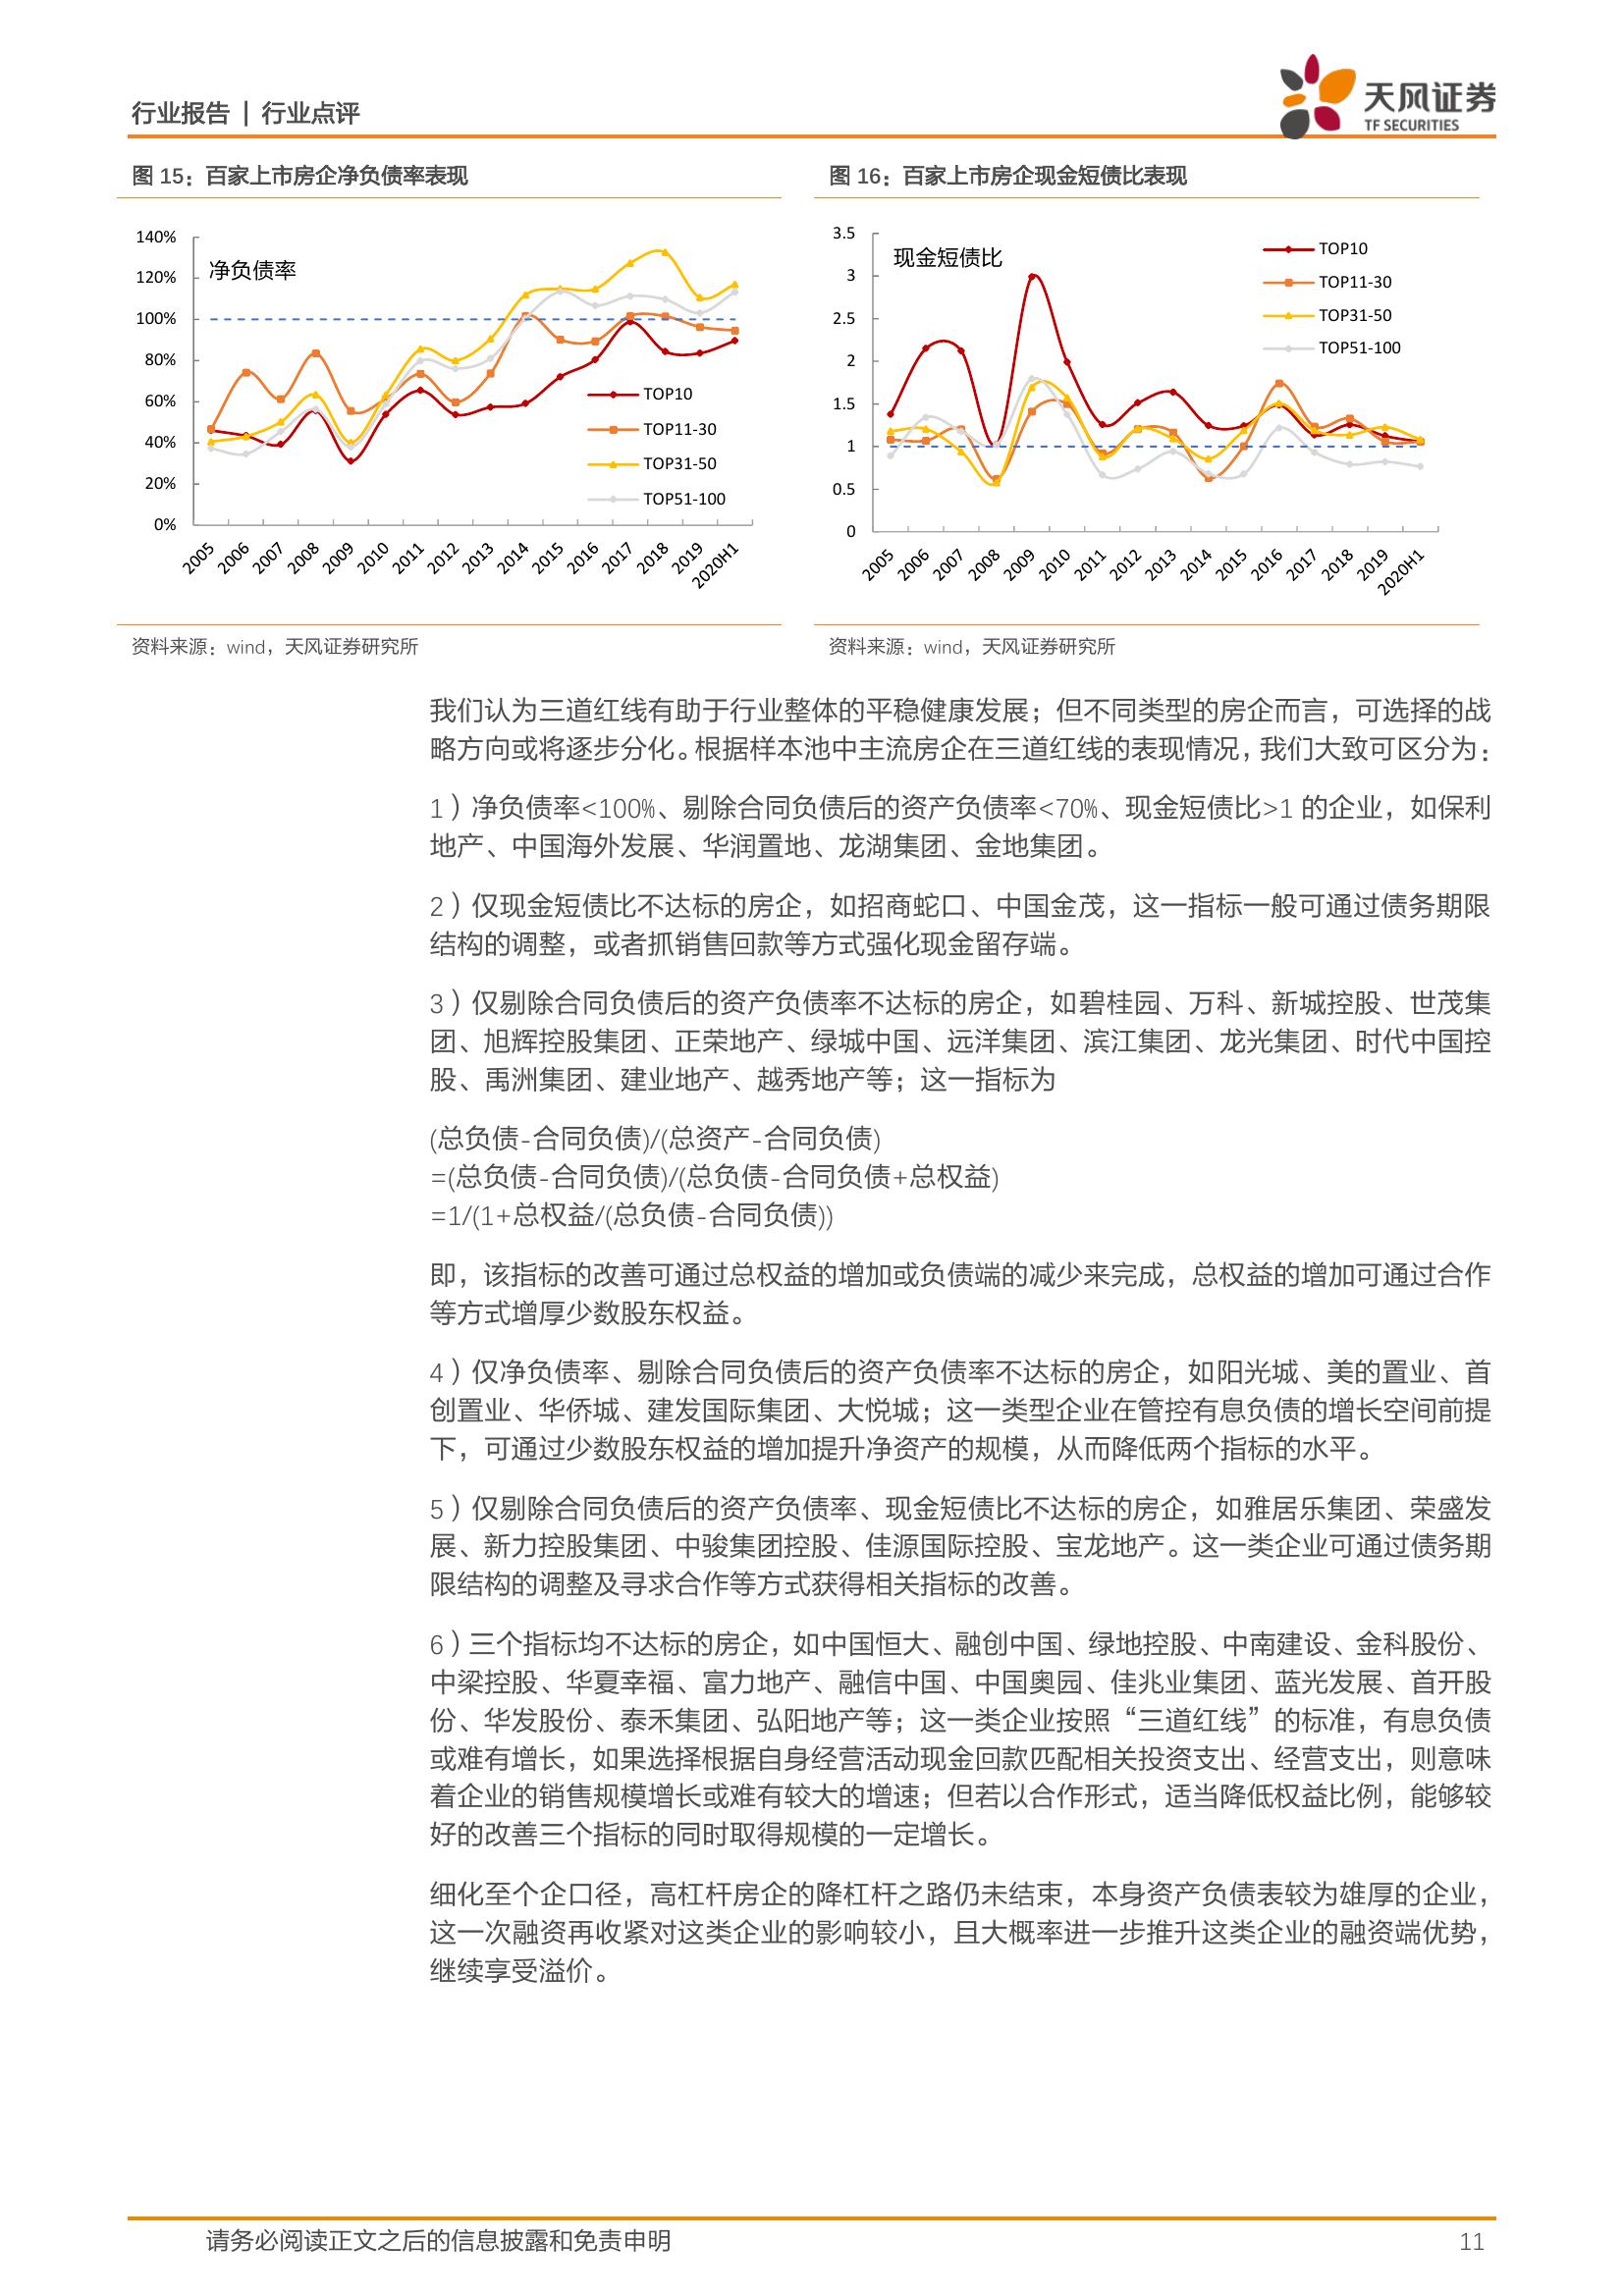 行业报告 | 行业点评
天风证券
TF SECURITIES
图 15：百家上市房企净负债率表现
140%
120%
100%
80%
60%
40%
20%
0%
净负债率
TOP10
TOP11-30
TOP31-50
TOP51-100
2005
2006
2007
2008
2009
2010
2011
2012
2013
2014
2015
2016
2017
2018
2019
2020H1
资料来源：wind，天风证券研究所
图 16：百家上市房企现金短债比表现
3.5
3
2.5
2
1.5
1
0.5
0
现金短债比
TOP10
TOP11-30
TOP31-50
TOP51-100
2005
2006
2007
2008
2009
2010
2011
2012
2013
2014
2015
2016
2017
2018
2019
2020H1
资料来源：wind，天风证券研究所
我们认为三道红线有助于行业整体的平稳健康发展；但不同类型的房企而言，可选择的战
略方向或将逐步分化。根据样本池中主流房企在三道红线的表现情况，我们大致可区分为：
1）净负债率<100%、剔除合同负债后的资产负债率<70%、现金短债比>1 的企业，如保利
地产、中国海外发展、华润置地、龙湖集团、金地集团。
2）仅现金短债比不达标的房企，如招商蛇口、中国金茂，这一指标一般可通过债务期限
结构的调整，或者抓销售回款等方式强化现金留存端。
3）仅剔除合同负债后的资产负债率不达标的房企，如碧桂园、万科、新城控股、世茂集
团、旭辉控股集团、正荣地产、绿城中国、远洋集团、滨江集团、龙光集团、时代中国控
股、禹洲集团、建业地产、越秀地产等；这一指标为
(总负债-合同负债)/(总资产-合同负债)
=(总负债-合同负债)/(总负债-合同负债+总权益)
=1/(1+总权益/(总负债-合同负债))
即，该指标的改善可通过总权益的增加或负债端的减少来完成，总权益的增加可通过合作
等方式增厚少数股东权益。
4）仅净负债率、剔除合同负债后的资产负债率不达标的房企，如阳光城、美的置业、首
创置业、华侨城、建发国际集团、大悦城；这一类型企业在管控有息负债的增长空间前提
下，可通过少数股东权益的增加提升净资产的规模，从而降低两个指标的水平。
5）仅剔除合同负债后的资产负债率、现金短债比不达标的房企，如雅居乐集团、荣盛发
展、新力控股集团、中骏集团控股、佳源国际控股、宝龙地产。这一类企业可通过债务期
限结构的调整及寻求合作等方式获得相关指标的改善。
6）三个指标均不达标的房企，如中国恒大、融创中国、绿地控股、中南建设、金科股份、
中梁控股、华夏幸福、富力地产、融信中国、中国奥园、佳兆业集团、蓝光发展、首开股
份、华发股份、泰禾集团、弘阳地产等；这一类企业按照“三道红线”的标准，有息负债
或难有增长，如果选择根据自身经营活动现金回款匹配相关投资支出、经营支出，则意味
着企业的销售规模增长或难有较大的增速；但若以合作形式，适当降低权益比例，能够较
好的改善三个指标的同时取得规模的一定增长。
细化至个企口径，高杠杆房企的降杠杆之路仍未结束，本身资产负债表较为雄厚的企业，
这一次融资再收紧对这类企业的影响较小，且大概率进一步推升这类企业的融资端优势，
继续享受溢价。
请务必阅读正文之后的信息披露和免责申明
11